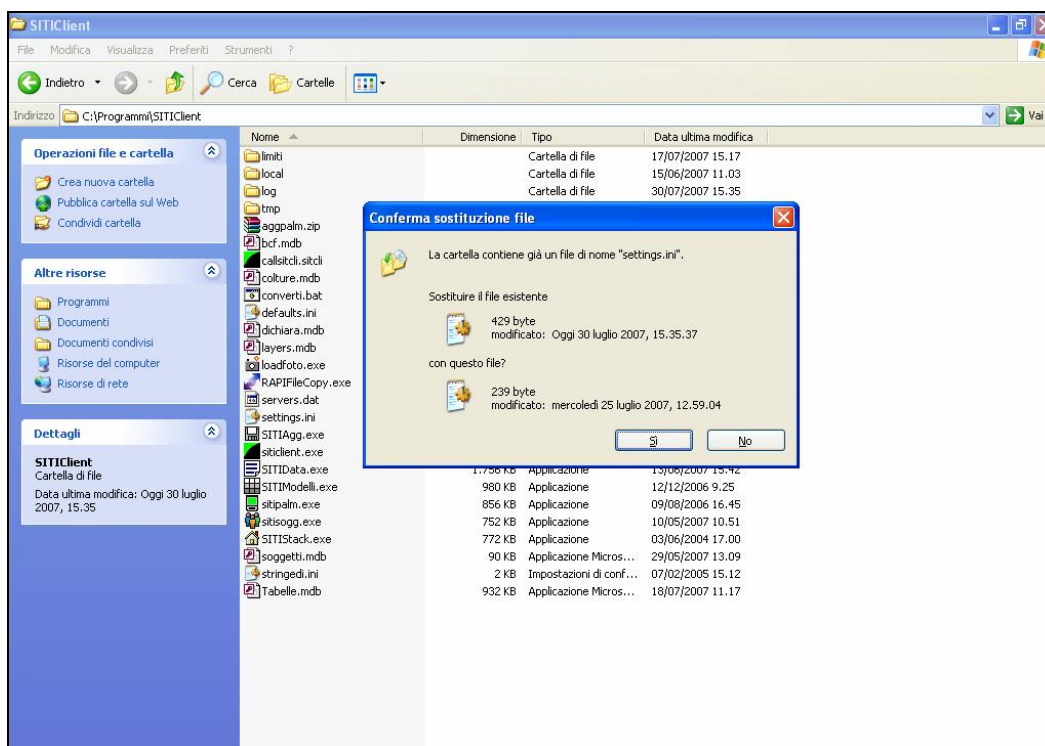 SITIClient
File Modifica Visualizza Preferiti Strumenti ?
Indietro Cerca Cartelle
Indirizzo C:\Programmi\SITIClient Vai
Operazioni file e cartella
Crea nuova cartella
Pubblica cartella sul Web
Condividi cartella
Altre risorse
Programmi
Documenti
Documenti condivisi
Risorse del computer
Risorse di rete
Dettagli
SITIClient
Cartella di file
Data ultima modifica: Oggi 30 luglio
2007, 15.35
Nome Dimensione Tipo Data ultima modifica
limiti Cartella di file 17/07/2007 15.17
local Cartella di file 15/06/2007 11.03
log Cartella di file 30/07/2007 15.35
tmp
aggpalm.zip
bcf.mdb
callsitcli.sitcli
colture.mdb
converti.bat
defaults.ini
dichiara.mdb
layers.mdb
loadfoto.exe
RAPIFileCopy.exe
servers.dat
settings.ini
SITIAgg.exe
siticlient.exe
SITIData.exe 1.756 KB Applicazione 13/06/2007 15.42
SITIModelli.exe 980 KB Applicazione 12/12/2006 9.25
sitipalm.exe 856 KB Applicazione 09/08/2006 16.45
sitisogg.exe 752 KB Applicazione 10/05/2007 10.51
SITIStack.exe 772 KB Applicazione 03/06/2004 17.00
soggetti.mdb 90 KB Applicazione Micros... 29/05/2007 13.09
stringedi.ini 2 KB Impostazioni di conf... 07/02/2005 15.12
Tabelle.mdb 932 KB Applicazione Micros... 18/07/2007 11.17
Conferma sostituzione file
La cartella contiene già un file di nome "settings.ini".
Sostituire il file esistente
429 byte
modificato: Oggi 30 luglio 2007, 15.35.37
con questo file?
239 byte
modificato: mercoledì 25 luglio 2007, 12.59.04
Sì No